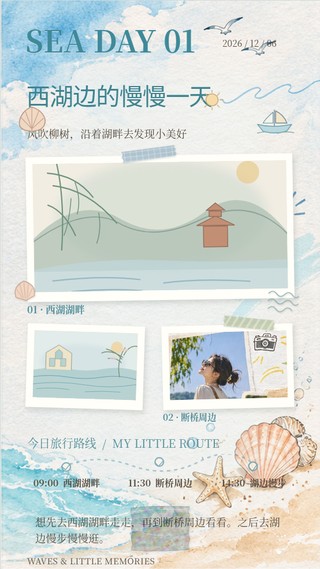 SEA DAY 01
2026 / 12 / 06
西湖边的慢慢一天
风吹柳树，沿着湖畔去发现小美好
01 · 西湖湖畔
02 · 断桥周边
今日旅行路线 / MY LITTLE ROUTE
09:00 西湖湖畔
11:30 断桥周边
14:30 湖边慢步
想先去西湖湖畔走走，再到断桥周边看看。之后去湖
边慢步慢慢逛。
WAVES & LITTLE MEMORIES